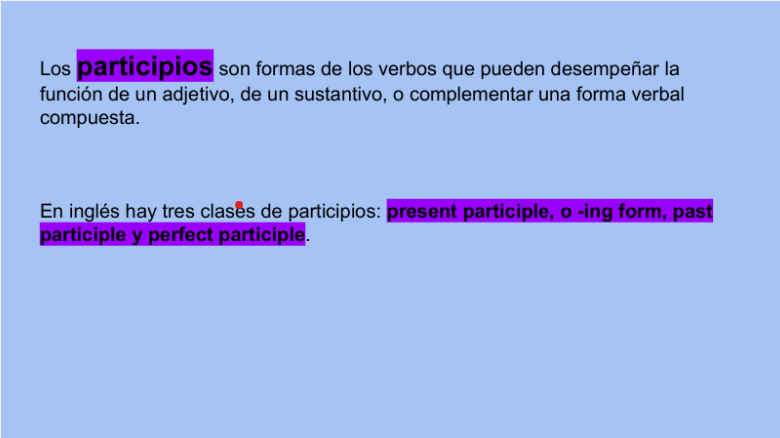 Los participios son formas de los verbos que pueden desempeñar la
función de un adjetivo, de un sustantivo, o complementar una forma verbal
compuesta.
En inglés hay tres clases de participios: present participle, o -ing form, past
participle y perfect participle.